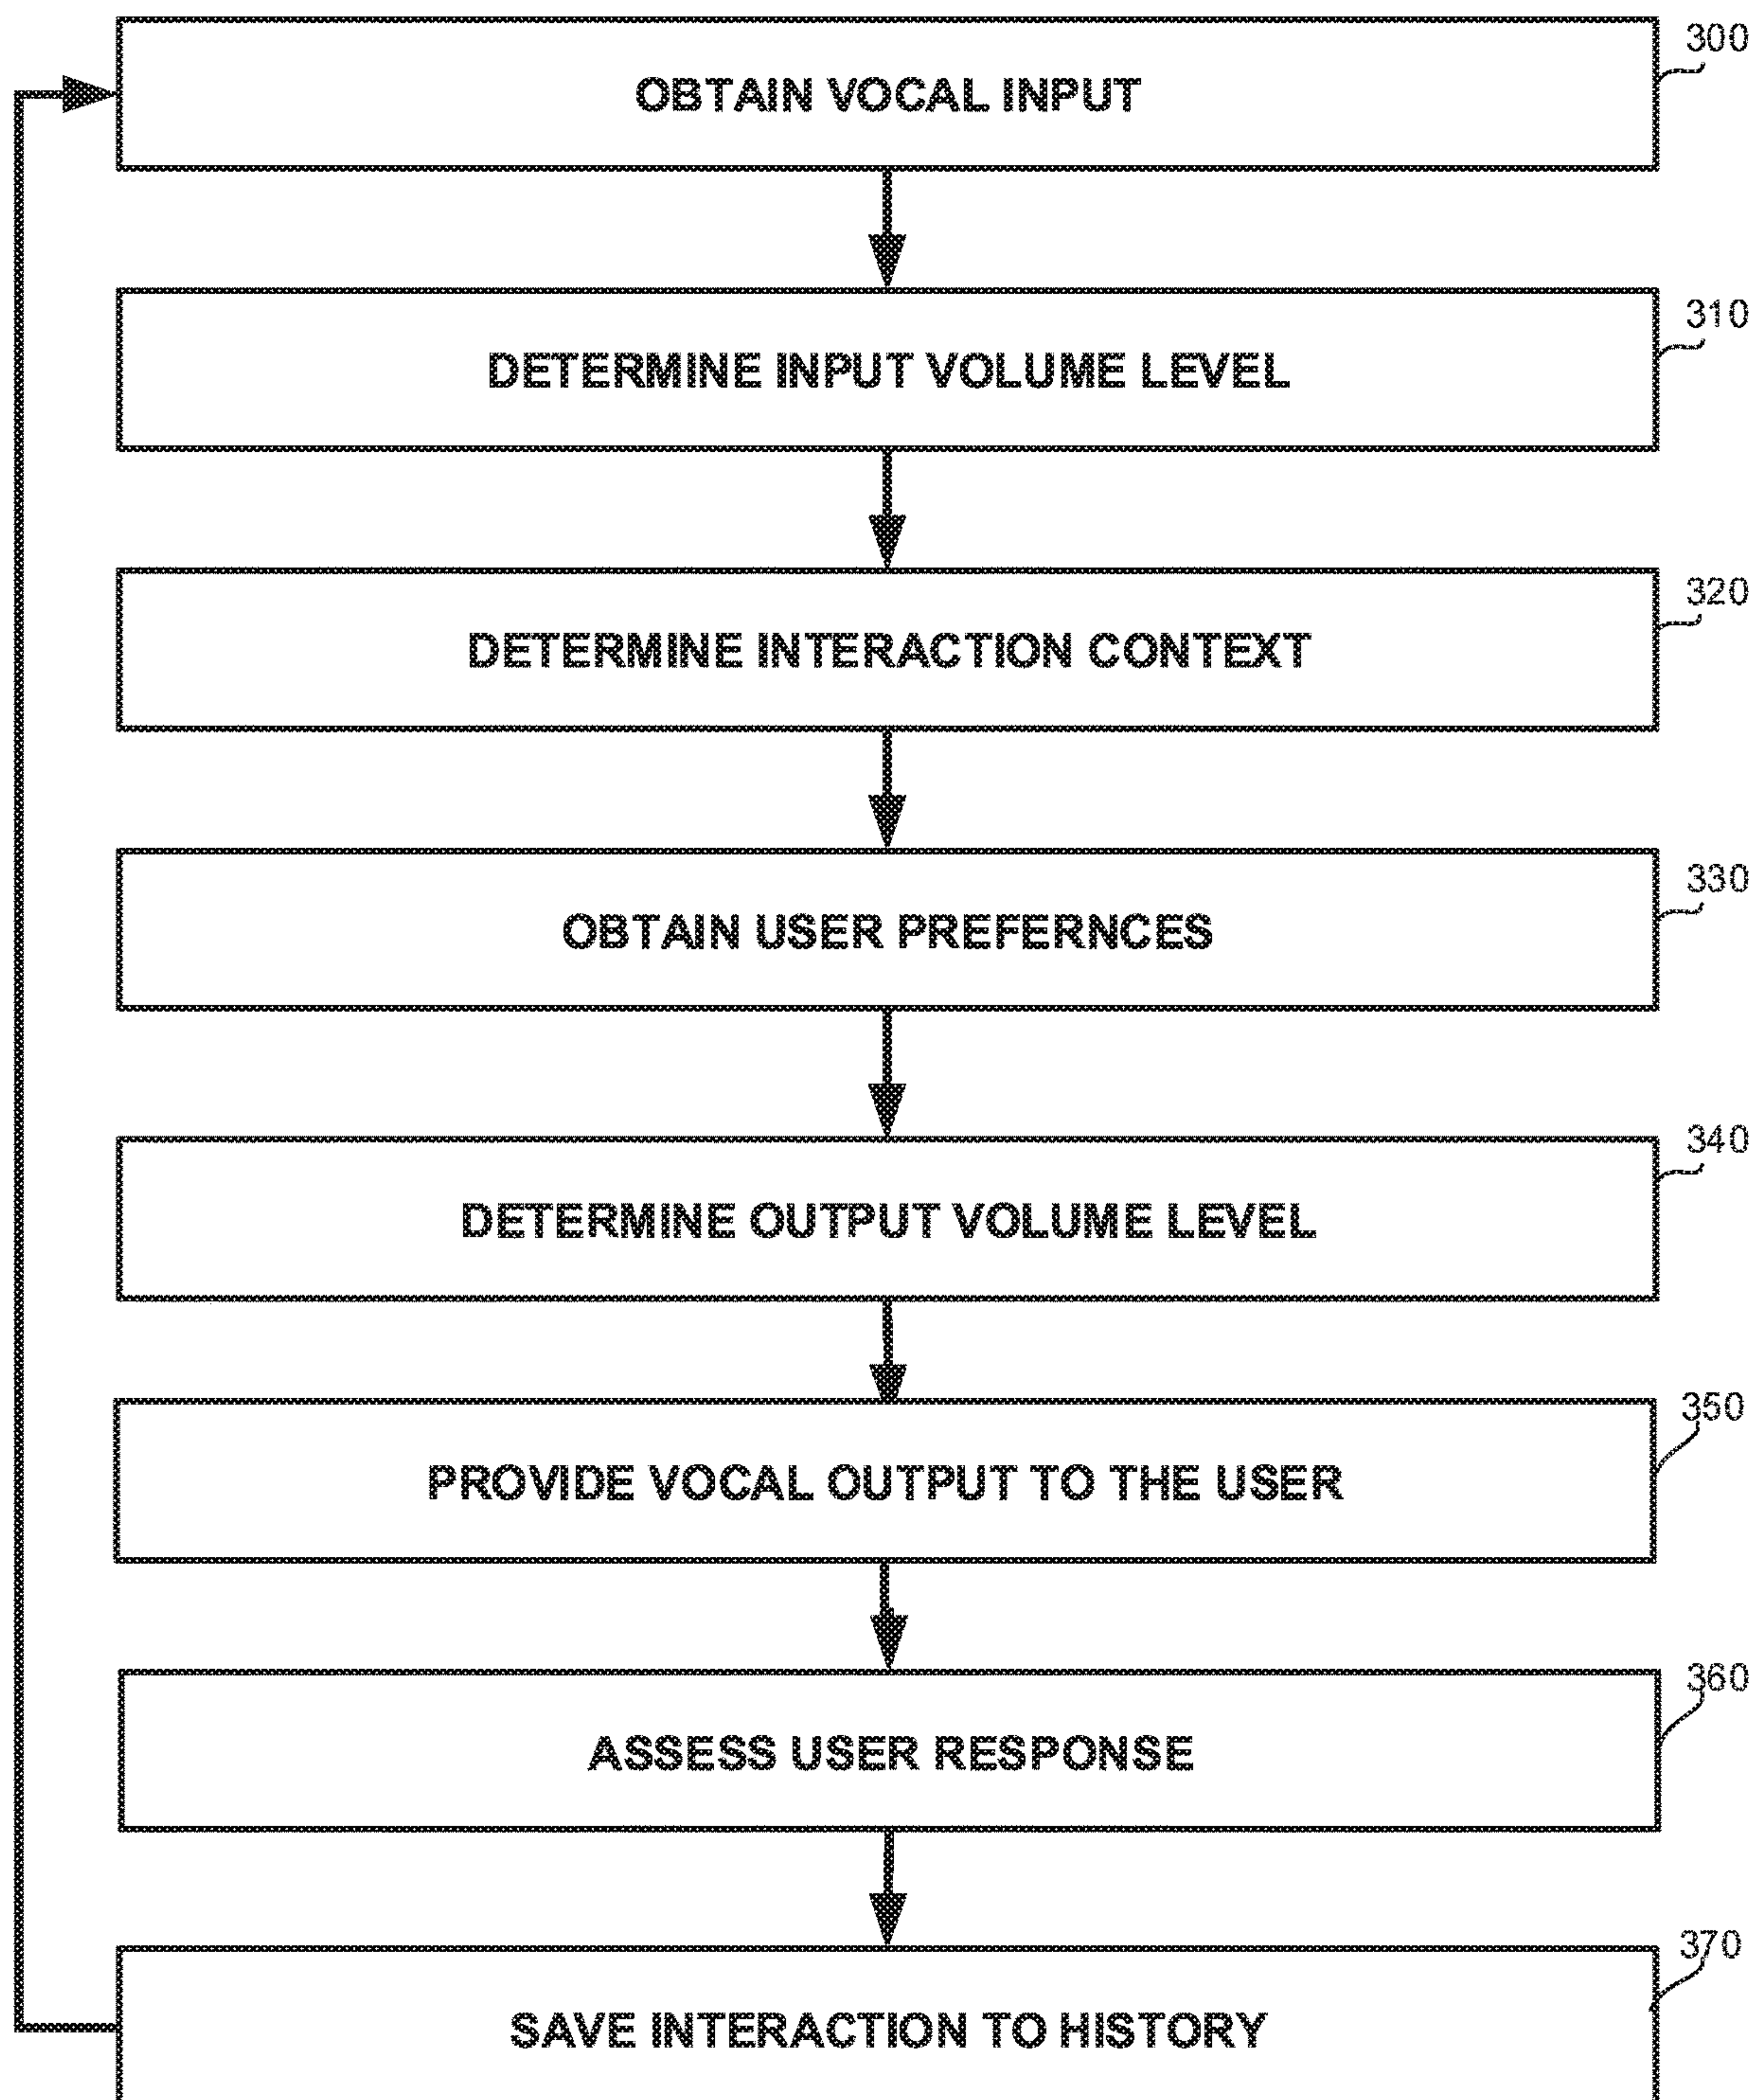 300
OBTAIN VOCAL INPUT
310
DETERMINE INPUT VOLUME LEVEL
320
DETERMINE INTERACTION CONTEXT
330
OBTAIN USER PREFERNCES
340
DETERMINE OUTPUT VOLUME LEVEL
350
PROVIDE VOCAL OUTPUT TO THE USER
360
ASSESS USER RESPONSE
370
SAVE INTERACTION TO HISTORY